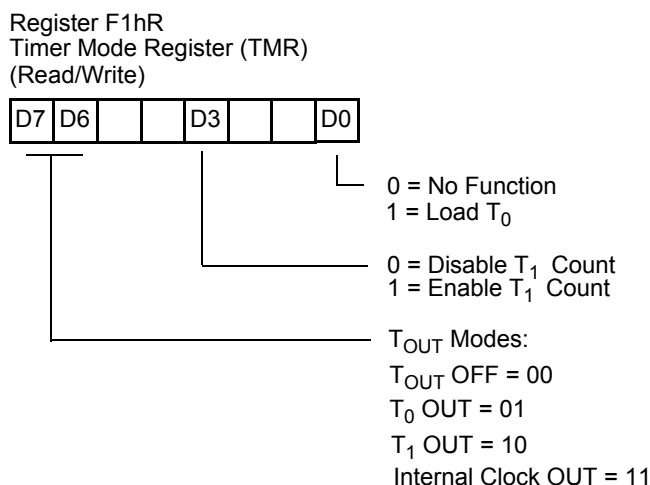 Register F1hR
Timer Mode Register (TMR)
(Read/Write)
D7 D6 D3 D0
0 = No Function
1 = Load T0
0 = Disable T1 Count
1 = Enable T1 Count
TOUT Modes:
TOUT OFF = 00
T0 OUT = 01
T1 OUT = 10
Internal Clock OUT = 11